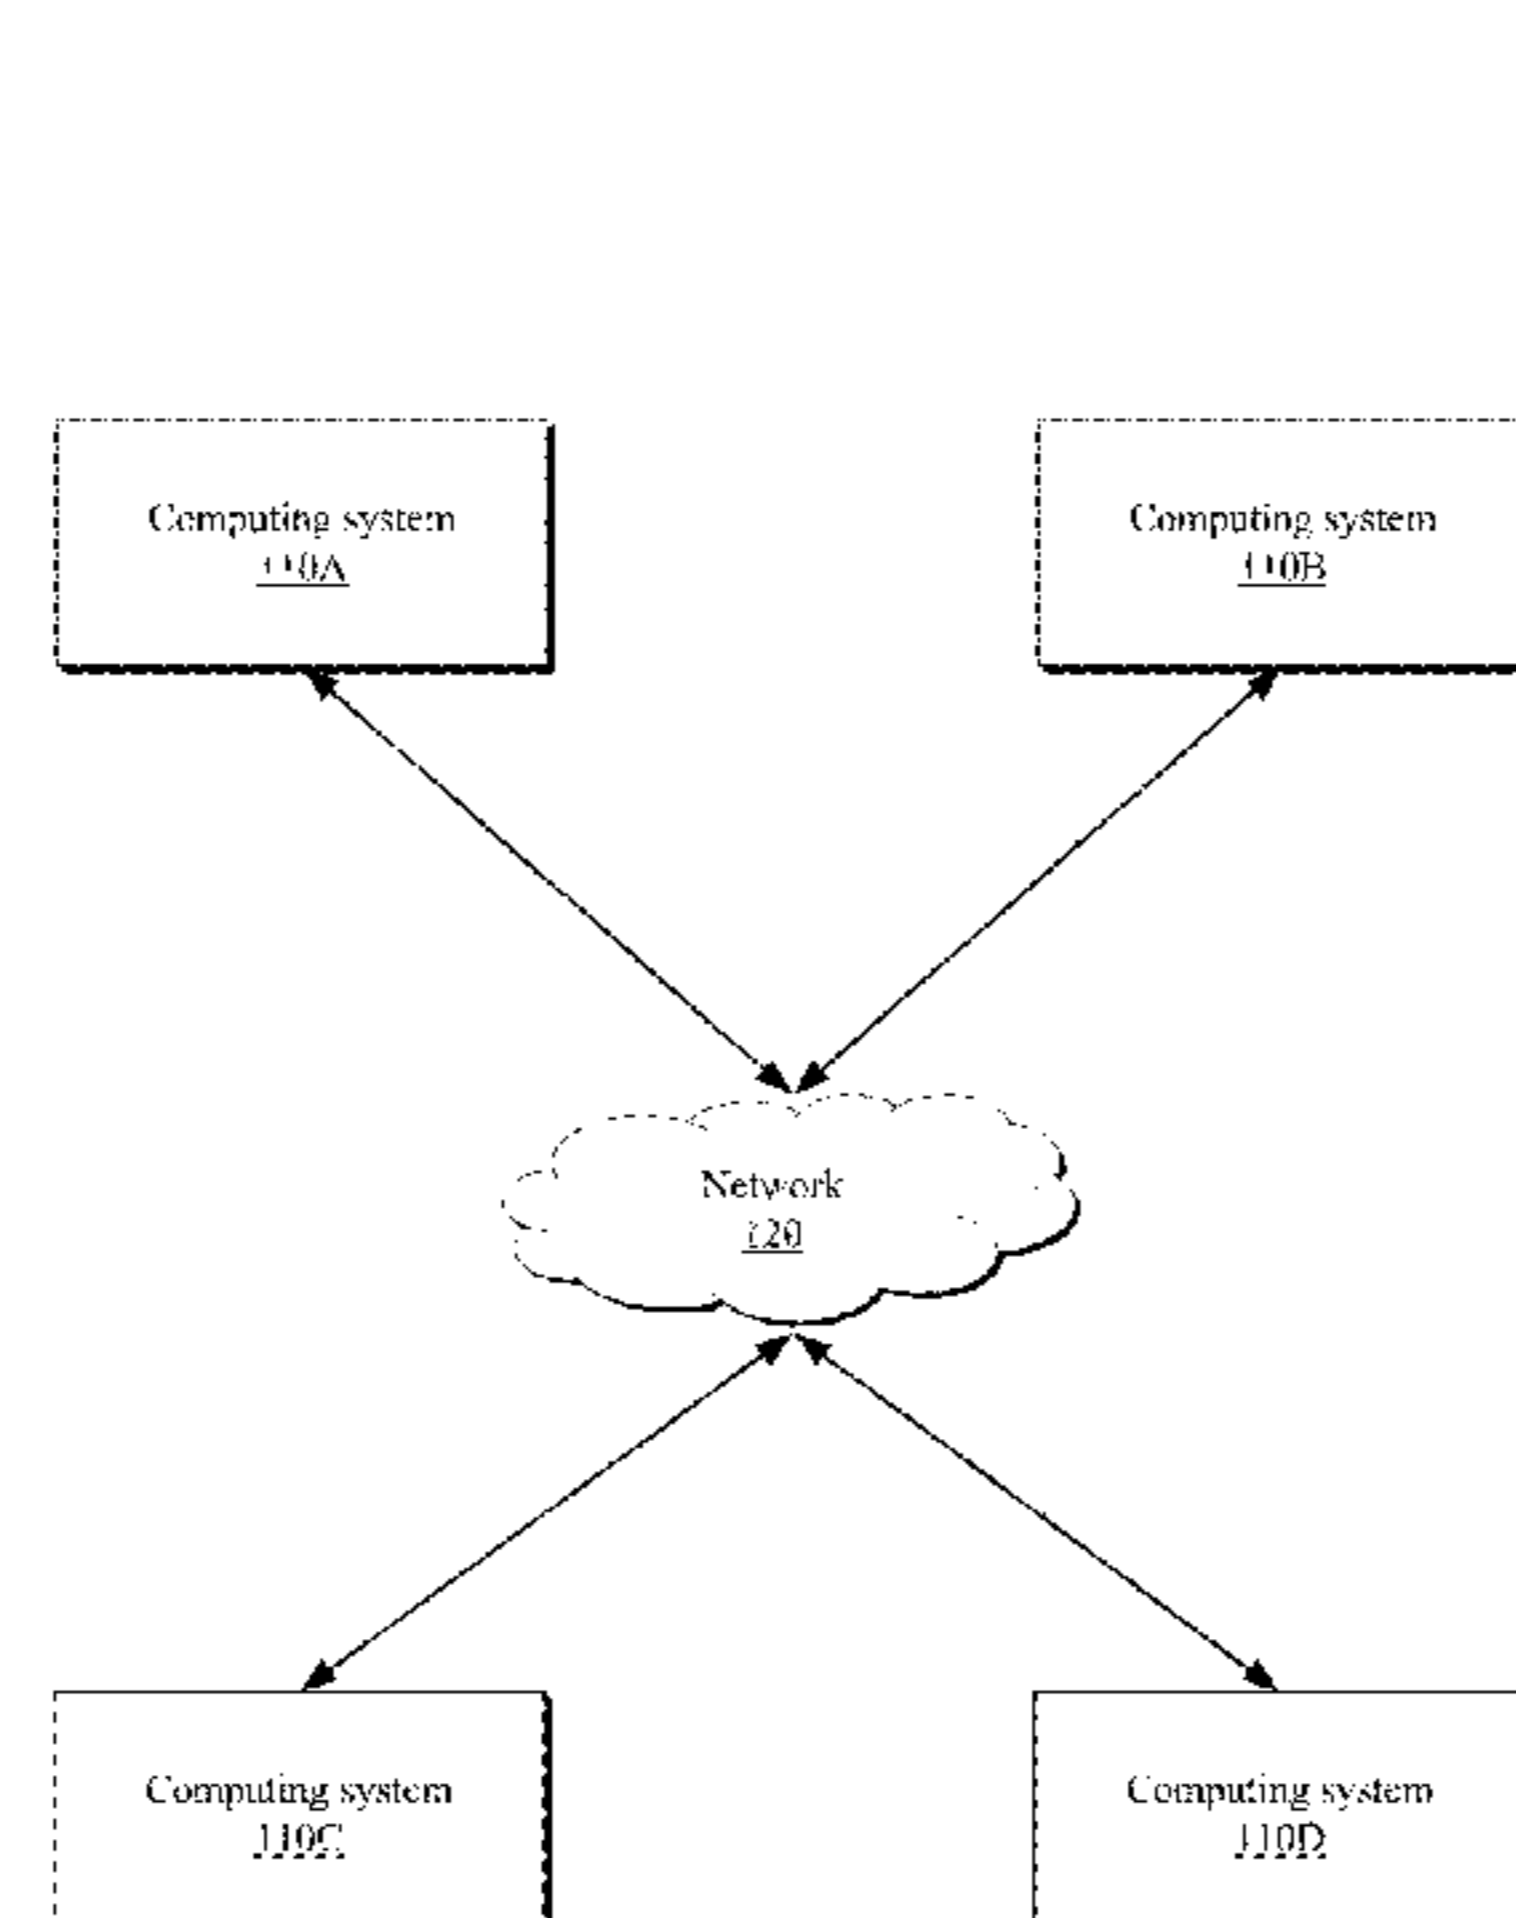 Computing system
110A
Computing system
110B
Network
120
Computing system
110C
Computing system
110D